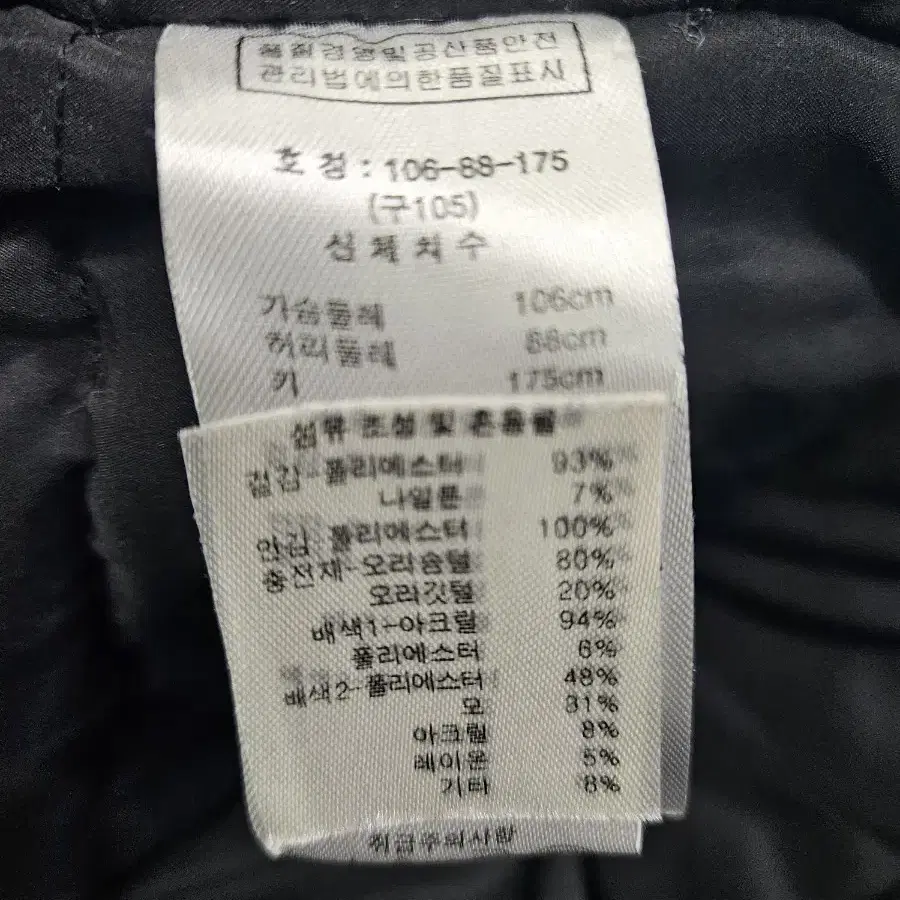 품질경영및공산품안전
관리법에의한품질표시
호칭 : 106-88-175
(구105)
신체치수
가슴둘레 106cm
허리둘레 88cm
키 175cm
섬유 조성 및 혼용률
겉감-폴리에스터 93%
나일론 7%
안감 폴리에스터 100%
충전재-오리솜털 80%
오리깃털 20%
배색1-아크릴 94%
폴리에스터 6%
배색2-폴리에스터 48%
모 31%
아크릴 8%
레이온 5%
기타 8%
취급주의사항